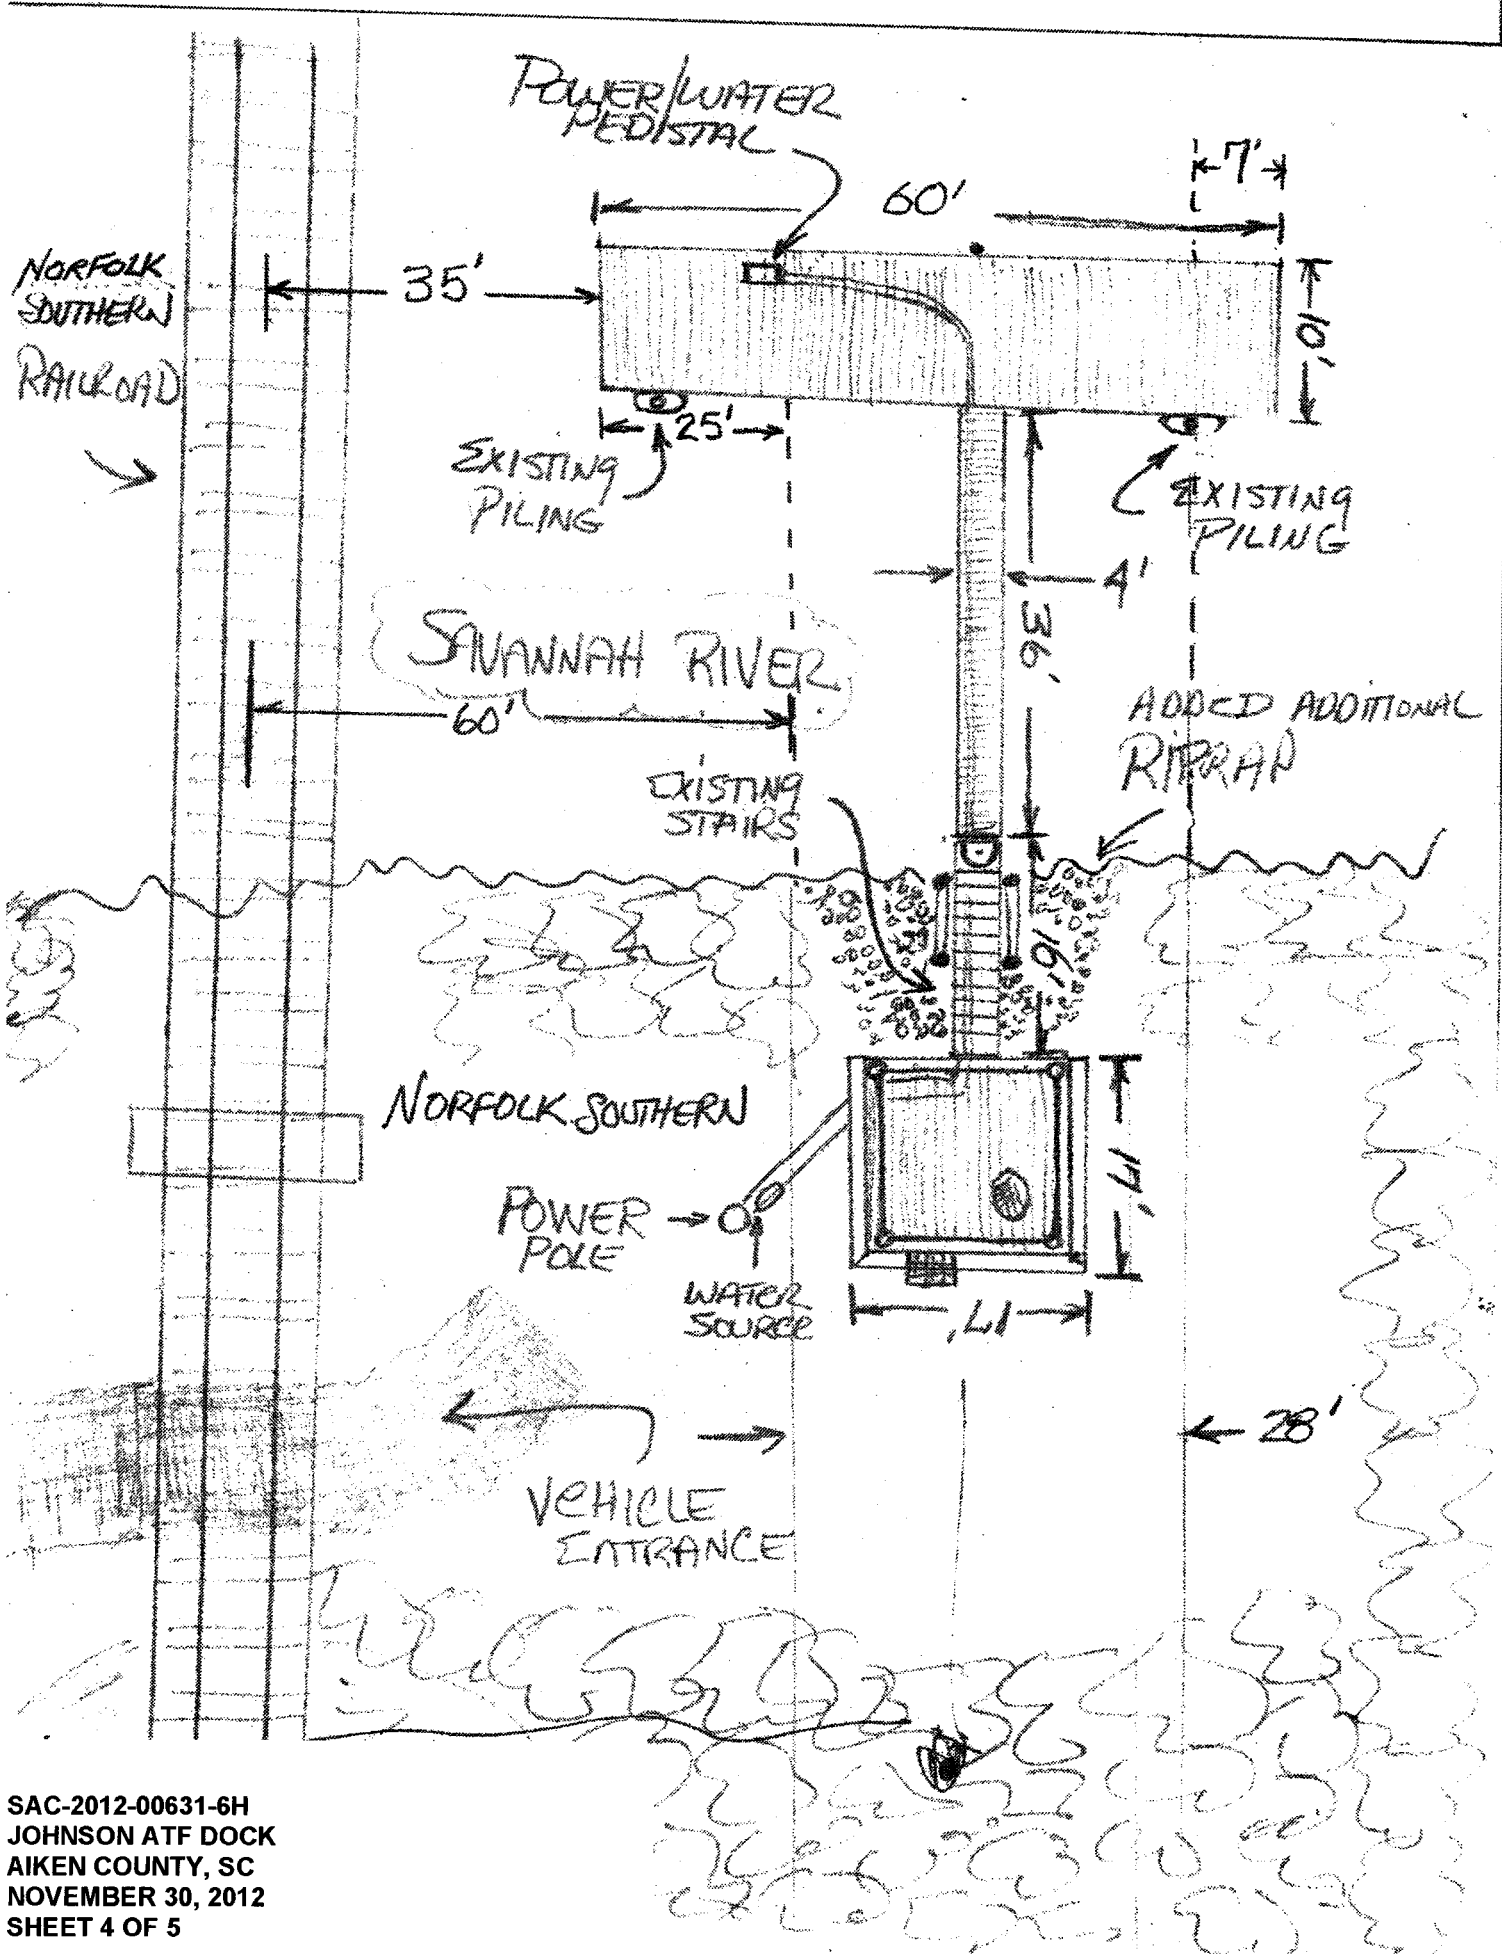 POWER/WATER
PEDISTAL
7'
60'
NORFOLK
SOUTHERN
RAILROAD
35'
10'
25'
EXISTING
PILING
EXISTING
PILING
4'
36'
SAVANNAH RIVER
60'
ADDED ADDITIONAL
RIPRAP
EXISTING
STAIRS
16'
NORFOLK SOUTHERN
17'
POWER
POLE
WATER
SOURCE
17'
28'
VEHICLE
ENTRANCE
SAC-2012-00631-6H
JOHNSON ATF DOCK
AIKEN COUNTY, SC
NOVEMBER 30, 2012
SHEET 4 OF 5